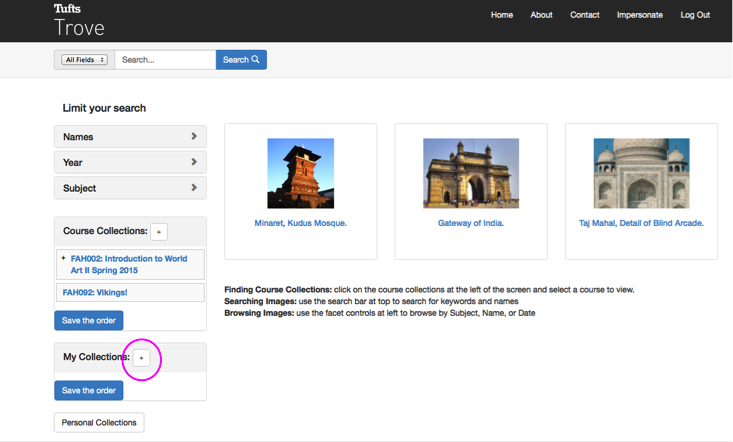 Tufts
Trove
Home About Contact Impersonate Log Out
All Fields Search... Search
Limit your search
Names
Year
Subject
Course Collections: +
+ FAH002: Introduction to World
Art II Spring 2015
FAH092: Vikings!
Save the order
My Collections: +
Save the order
Personal Collections
Minaret, Kudus Mosque.
Gateway of India.
Taj Mahal, Detail of Blind Arcade.
Finding Course Collections: click on the course collections at the left of the screen and select a course to view.
Searching Images: use the search bar at top to search for keywords and names
Browsing Images: use the facet controls at left to browse by Subject, Name, or Date